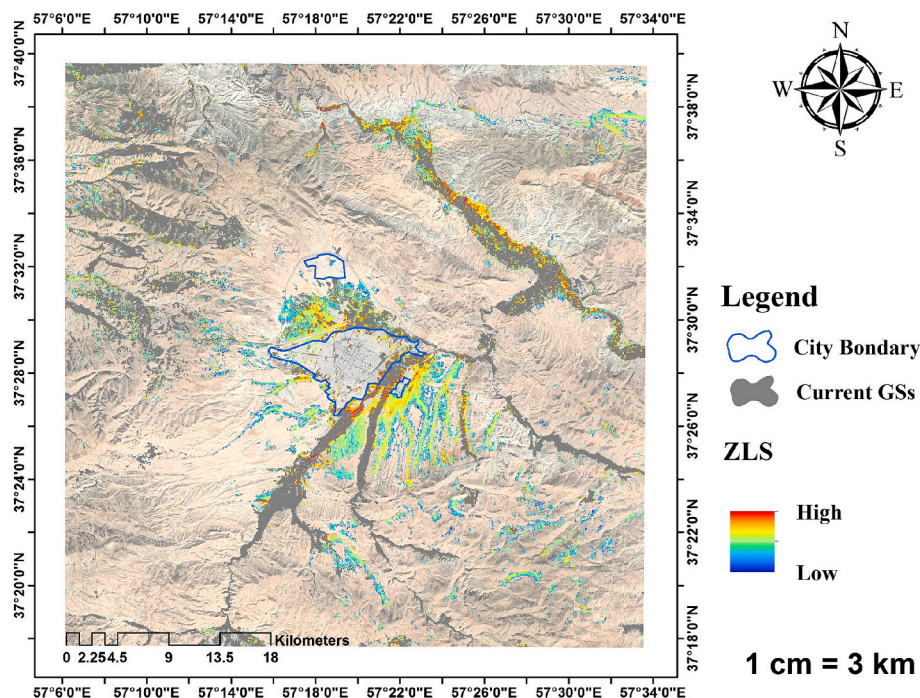 57°6'0"E 57°10'0"E 57°14'0"E 57°18'0"E 57°22'0"E 57°26'0"E 57°30'0"E 57°34'0"E
37°40'0"N
37°36'0"N
37°32'0"N
37°28'0"N
37°24'0"N
37°20'0"N
37°38'0"N
37°34'0"N
37°30'0"N
37°26'0"N
37°22'0"N
37°18'0"N
N
W E
S
Legend
City Bondary
Current GSs
ZLS
High
Low
Kilometers
0 2.25 4.5 9 13.5 18
57°6'0"E 57°10'0"E 57°14'0"E 57°18'0"E 57°22'0"E 57°26'0"E 57°30'0"E 57°34'0"E
1 cm = 3 km